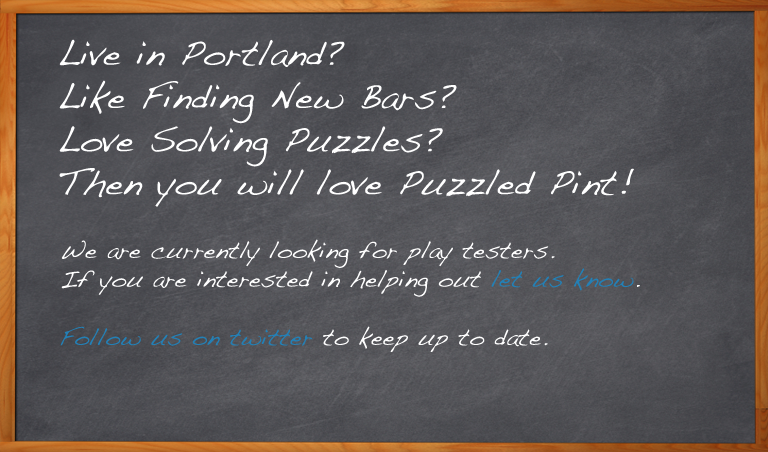 Live in Portland?
Like Finding New Bars?
Love Solving Puzzles?
Then you will love Puzzled Pint!
We are currently looking for play testers.
If you are interested in helping out let us know.
Follow us on twitter to keep up to date.